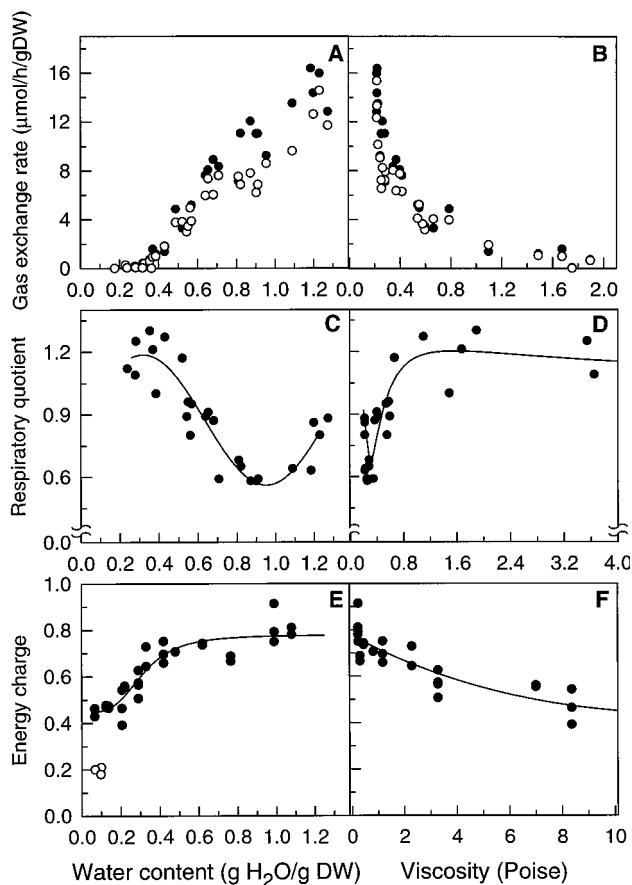 Gas exchange rate (μmol/h/gDW)
A
16
12
8
4
0
0.0 0.2 0.4 0.6 0.8 1.0 1.2
B
0.0 0.4 0.8 1.2 1.6 2.0
Respiratory quotient
C
1.2
0.9
0.6
0.0
0.0 0.2 0.4 0.6 0.8 1.0 1.2
D
0.0 0.8 1.6 2.4 3.2 4.0
Energy charge
E
1.0
0.8
0.6
0.4
0.2
0.0
0.0 0.2 0.4 0.6 0.8 1.0 1.2
Water content (g H₂O/g DW)
F
0 2 4 6 8 10
Viscosity (Poise)